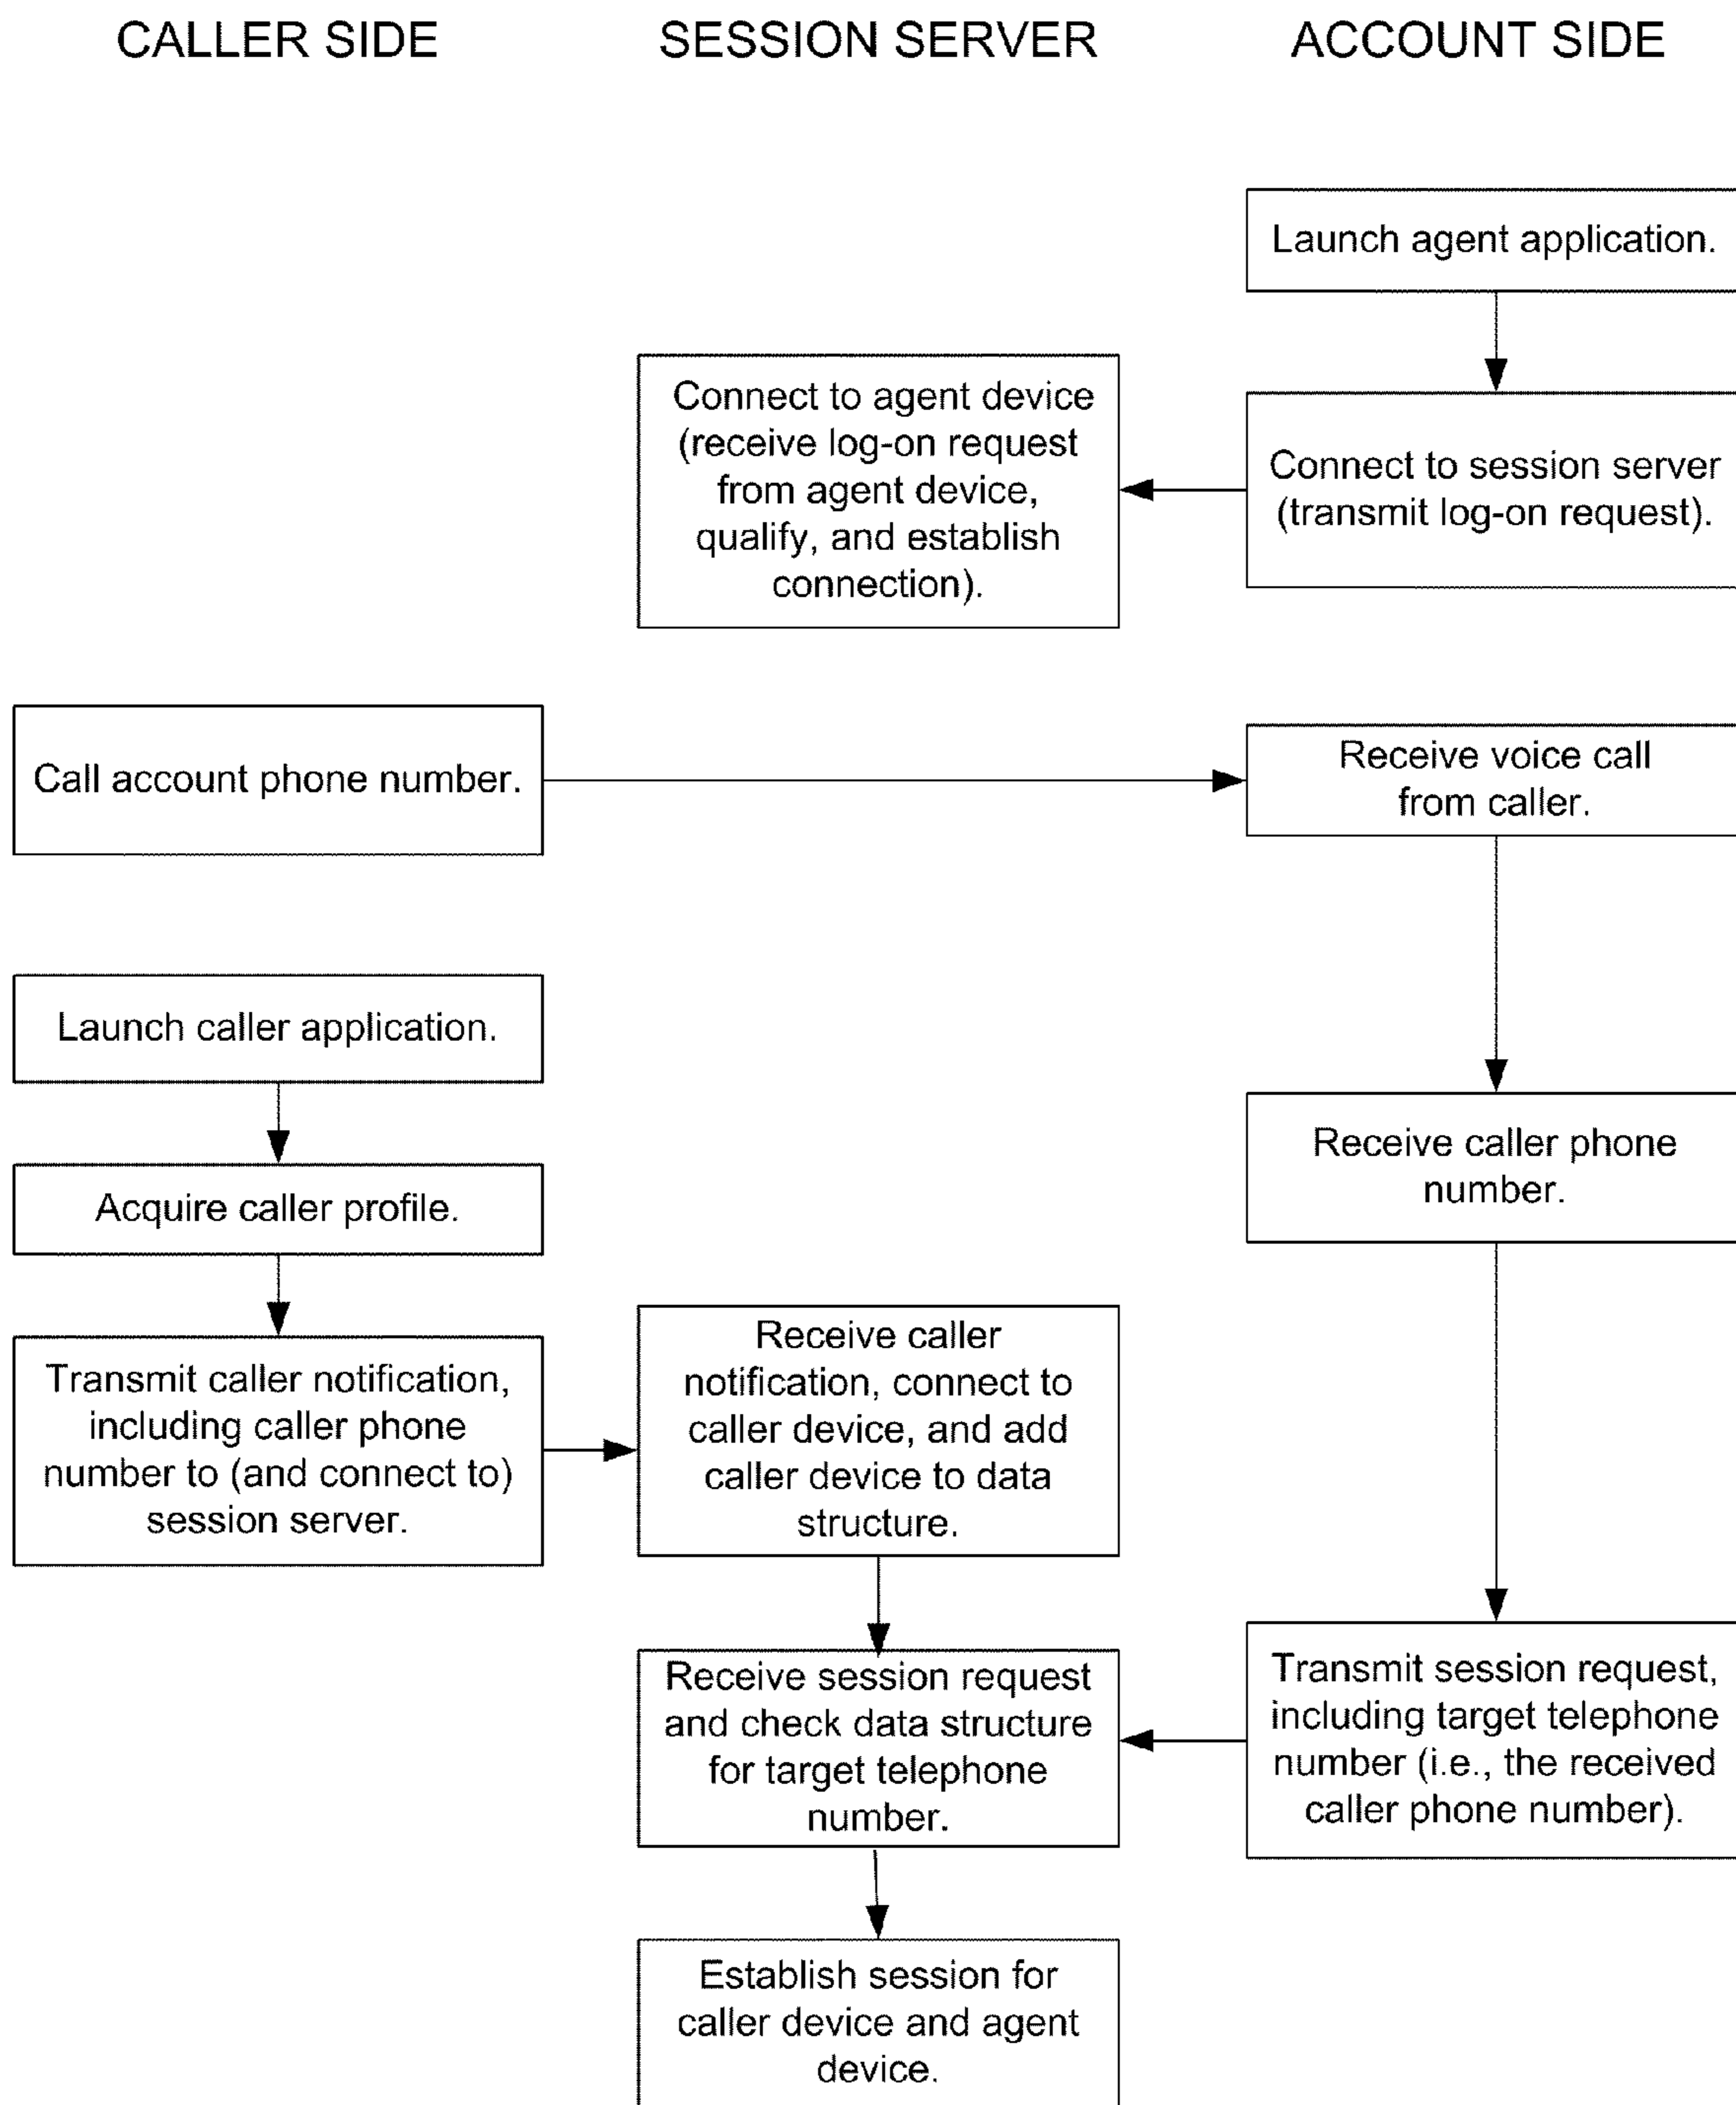 CALLER SIDE
SESSION SERVER
ACCOUNT SIDE
Launch agent application.
Connect to agent device
(receive log-on request
from agent device,
qualify, and establish
connection).
Connect to session server
(transmit log-on request).
Call account phone number.
Receive voice call
from caller.
Launch caller application.
Acquire caller profile.
Receive caller phone
number.
Transmit caller notification,
including caller phone
number to (and connect to)
session server.
Receive caller
notification, connect to
caller device, and add
caller device to data
structure.
Receive session request
and check data structure
for target telephone
number.
Transmit session request,
including target telephone
number (i.e., the received
caller phone number).
Establish session for
caller device and agent
device.